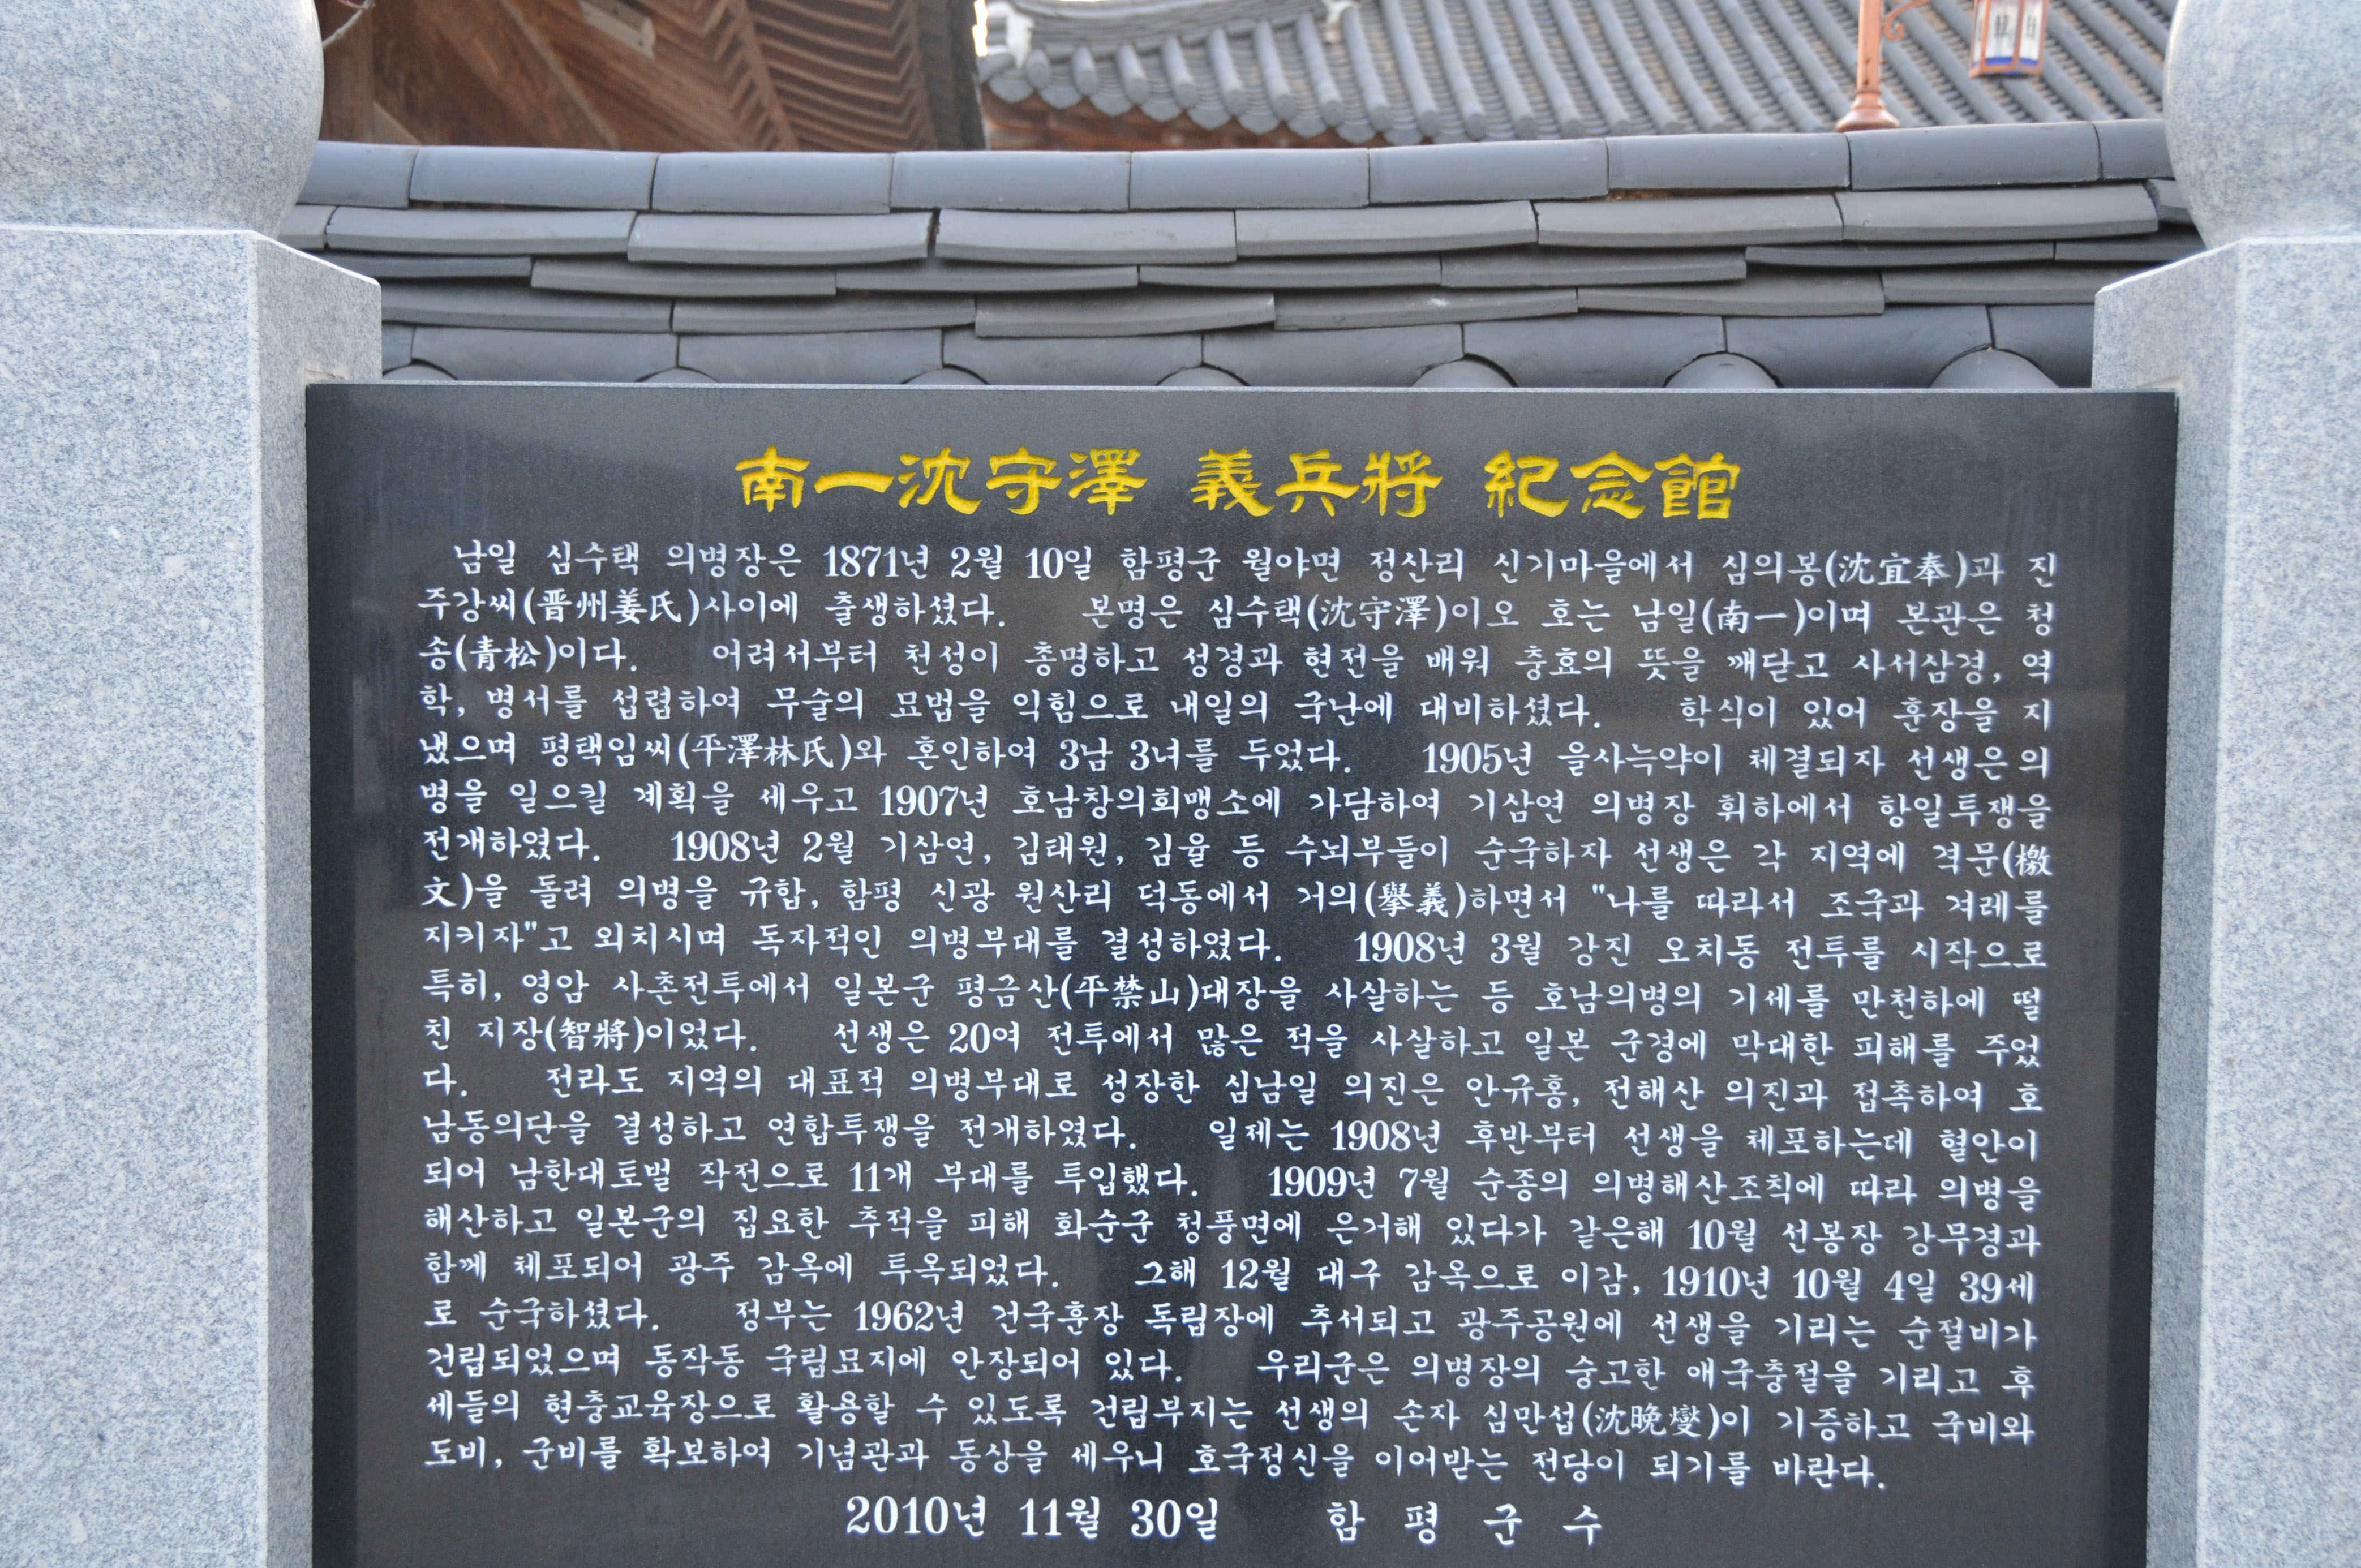 南一沈守澤 義兵將 紀念館
남일 심수택 의병장은 1871년 2월 10일 함평군 월야면 정산리 신기마을에서 심의봉(沈宜奉)과 진
주강씨(晋州姜氏)사이에 출생하셨다. 본명은 심수택(沈守澤)이오 호는 남일(南一)이며 본관은 청
송(青松)이다. 어려서부터 천성이 총명하고 성경과 현전을 배워 충효의 뜻을 깨닫고 사서삼경, 역
학, 병서를 섭렵하여 무술의 묘법을 익힘으로 내일의 국난에 대비하셨다. 학식이 있어 훈장을 지
냈으며 평택임씨(平澤林氏)와 혼인하여 3남 3녀를 두었다. 1905년 을사늑약이 체결되자 선생은 의
병을 일으킬 계획을 세우고 1907년 호남창의회맹소에 가담하여 기삼연 의병장 휘하에서 항일투쟁을
전개하였다. 1908년 2월 기삼연, 김태원, 김율 등 수뇌부들이 순국하자 선생은 각 지역에 격문(檄
文)을 돌려 의병을 규합, 함평 신광 원산리 덕동에서 거의(擧義)하면서 "나를 따라서 조국과 겨레를
지키자"고 외치시며 독자적인 의병부대를 결성하였다. 1908년 3월 강진 오치동 전투를 시작으로
특히, 영암 사촌전투에서 일본군 평금산(平禁山)대장을 사살하는 등 호남의병의 기세를 만천하에 떨
친 지장(智將)이었다. 선생은 20여 전투에서 많은 적을 사살하고 일본 군경에 막대한 피해를 주었
다. 전라도 지역의 대표적 의병부대로 성장한 심남일 의진은 안규홍, 전해산 의진과 접촉하여 호
남동의단을 결성하고 연합투쟁을 전개하였다. 일제는 1908년 후반부터 선생을 체포하는데 혈안이
되어 남한대토벌 작전으로 11개 부대를 투입했다. 1909년 7월 순종의 의병해산조칙에 따라 의병을
해산하고 일본군의 집요한 추적을 피해 화순군 청풍면에 은거해 있다가 같은해 10월 선봉장 강무경과
함께 체포되어 광주 감옥에 투옥되었다. 그해 12월 대구 감옥으로 이감, 1910년 10월 4일 39세
로 순국하셨다. 정부는 1962년 건국훈장 독립장에 추서되고 광주공원에 선생을 기리는 순절비가
건립되었으며 동작동 국립묘지에 안장되어 있다. 우리군은 의병장의 숭고한 애국충절을 기리고 후
세들의 현충교육장으로 활용할 수 있도록 건립부지는 선생의 손자 심만섭(沈晩燮)이 기증하고 국비와
도비, 군비를 확보하여 기념관과 동상을 세우니 호국정신을 이어받는 전당이 되기를 바란다.
2010년 11월 30일 함 평 군 수